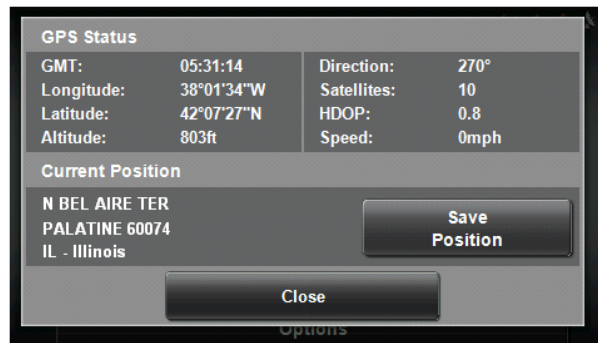 GPS Status
GMT: 05:31:14 Direction: 270°
Longitude: 38°01'34"W Satellites: 10
Latitude: 42°07'27"N HDOP: 0.8
Altitude: 803ft Speed: 0mph
Current Position
N BEL AIRE TER
PALATINE 60074
IL - Illinois
Save
Position
Close
Options